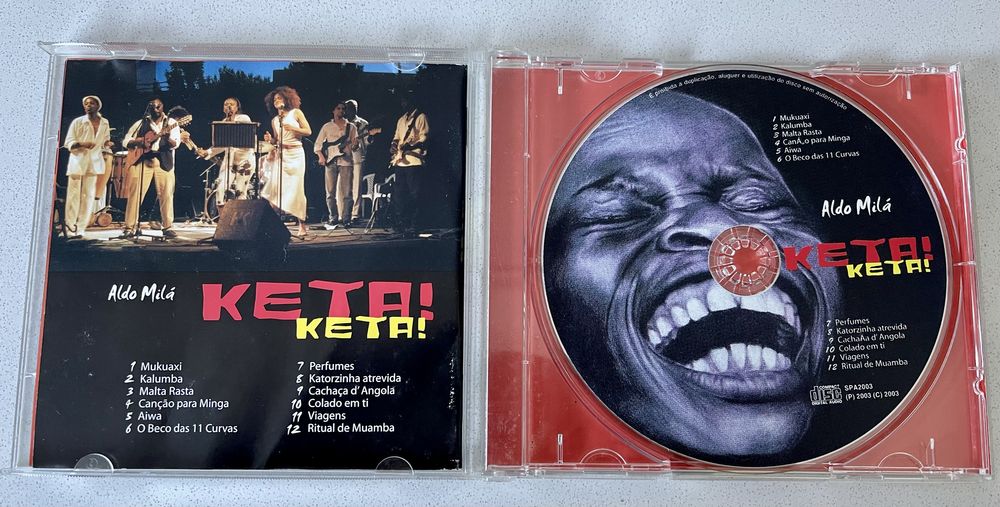 Aldo Milá
KETA!
KETA!
1 Mukuaxi
2 Kalumba
3 Malta Rasta
4 Canção para Minga
5 Aiwa
6 O Beco das 11 Curvas
7 Perfumes
8 Katorzinha atrevida
9 Cachaça d' Angola
10 Colado em ti
11 Viagens
12 Ritual de Muamba
É proibida a duplicação, aluguer e utilização do disco sem autorização
1 Mukuaxi
2 Kalumba
3 Malta Rasta
4 CanÃ,o para Minga
5 Aiwa
6 O Beco das 11 Curvas
Aldo Milá
KETA!
KETA!
7 Perfumes
8 Katorzinha atrevida
9 CachaÃa d' Angola
10 Colado em ti
11 Viagens
12 Ritual de Muamba
COMPACT
disc
DIGITAL AUDIO
SPA2003
(P) 2003 (C) 2003